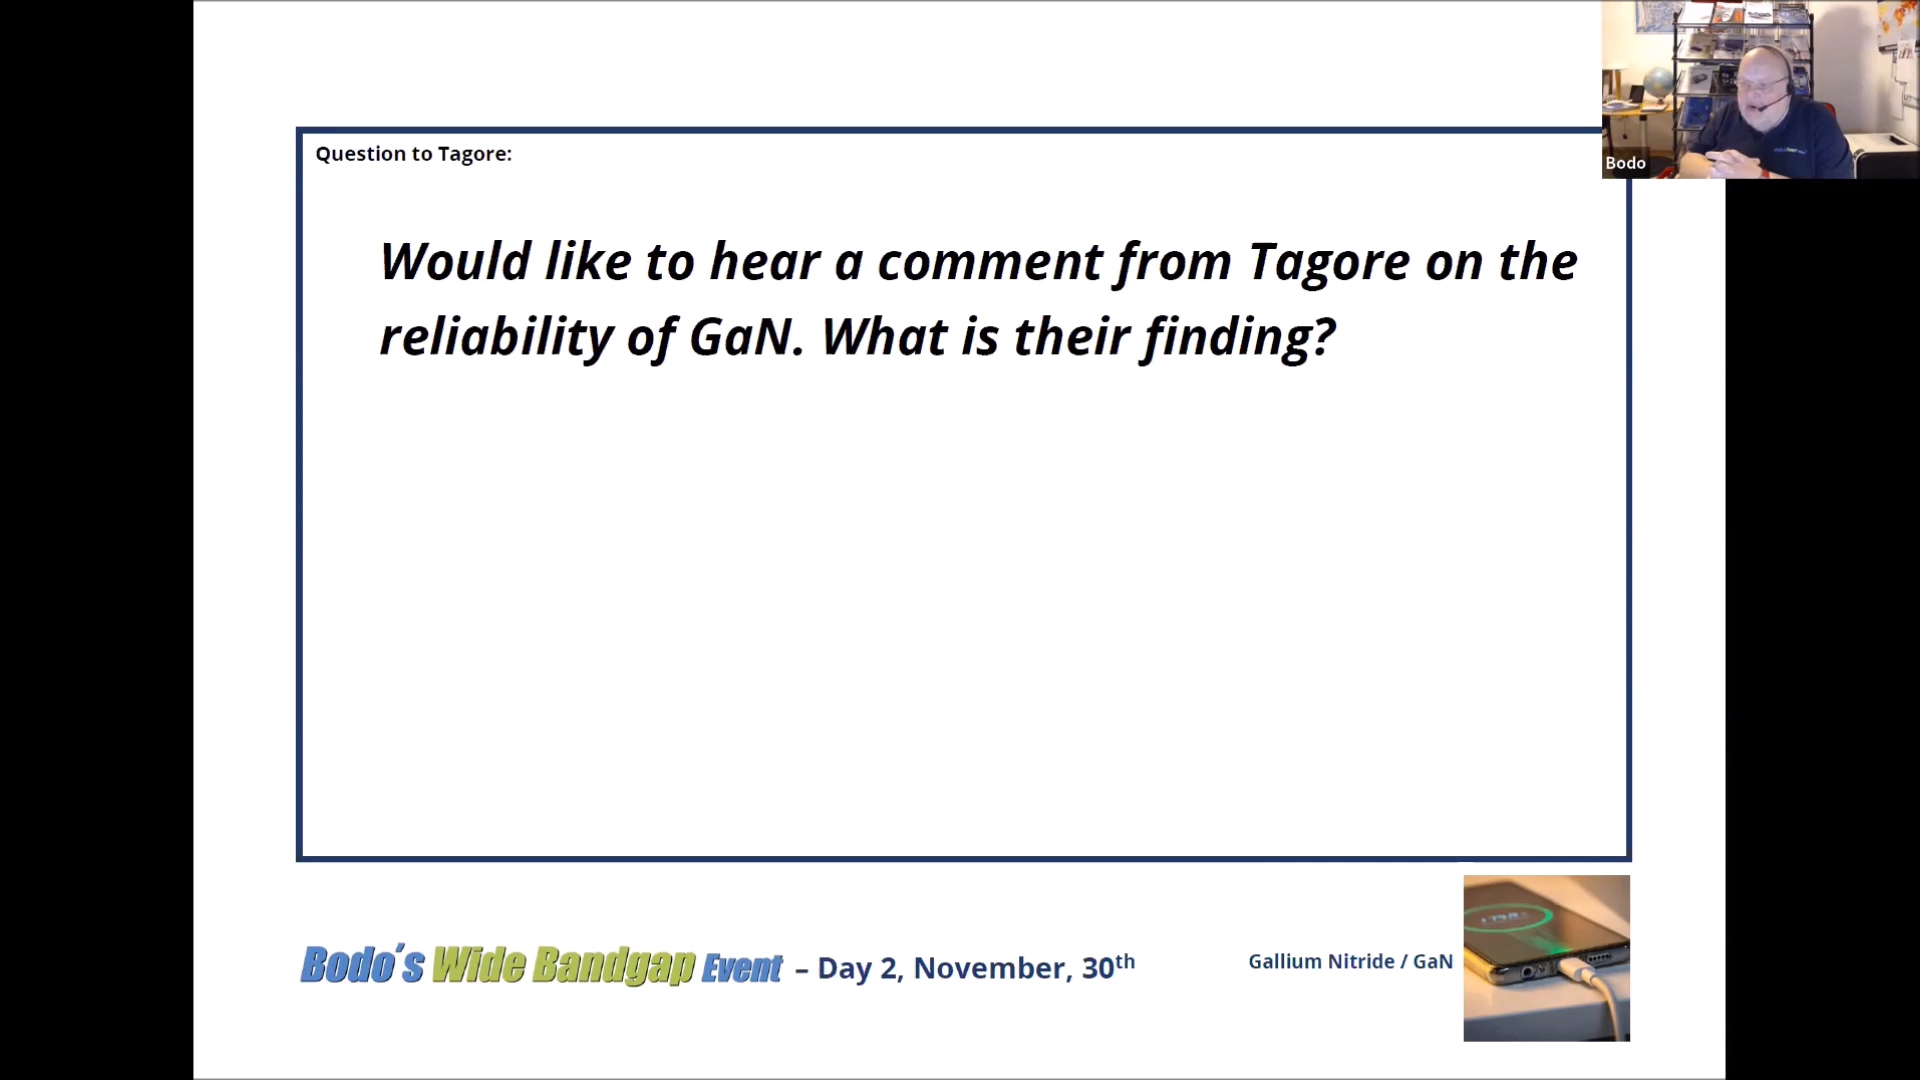 Question to Tagore:
Bodo
Would like to hear a comment from Tagore on the
reliability of GaN. What is their finding?
Bodo´s Wide Bandgap Event – Day 2, November, 30th
Gallium Nitride / GaN